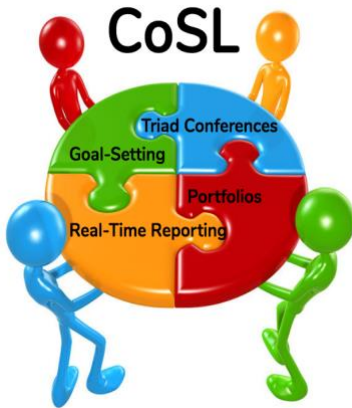 CoSL
Triad Conferences
Goal-Setting
Portfolios
Real-Time Reporting